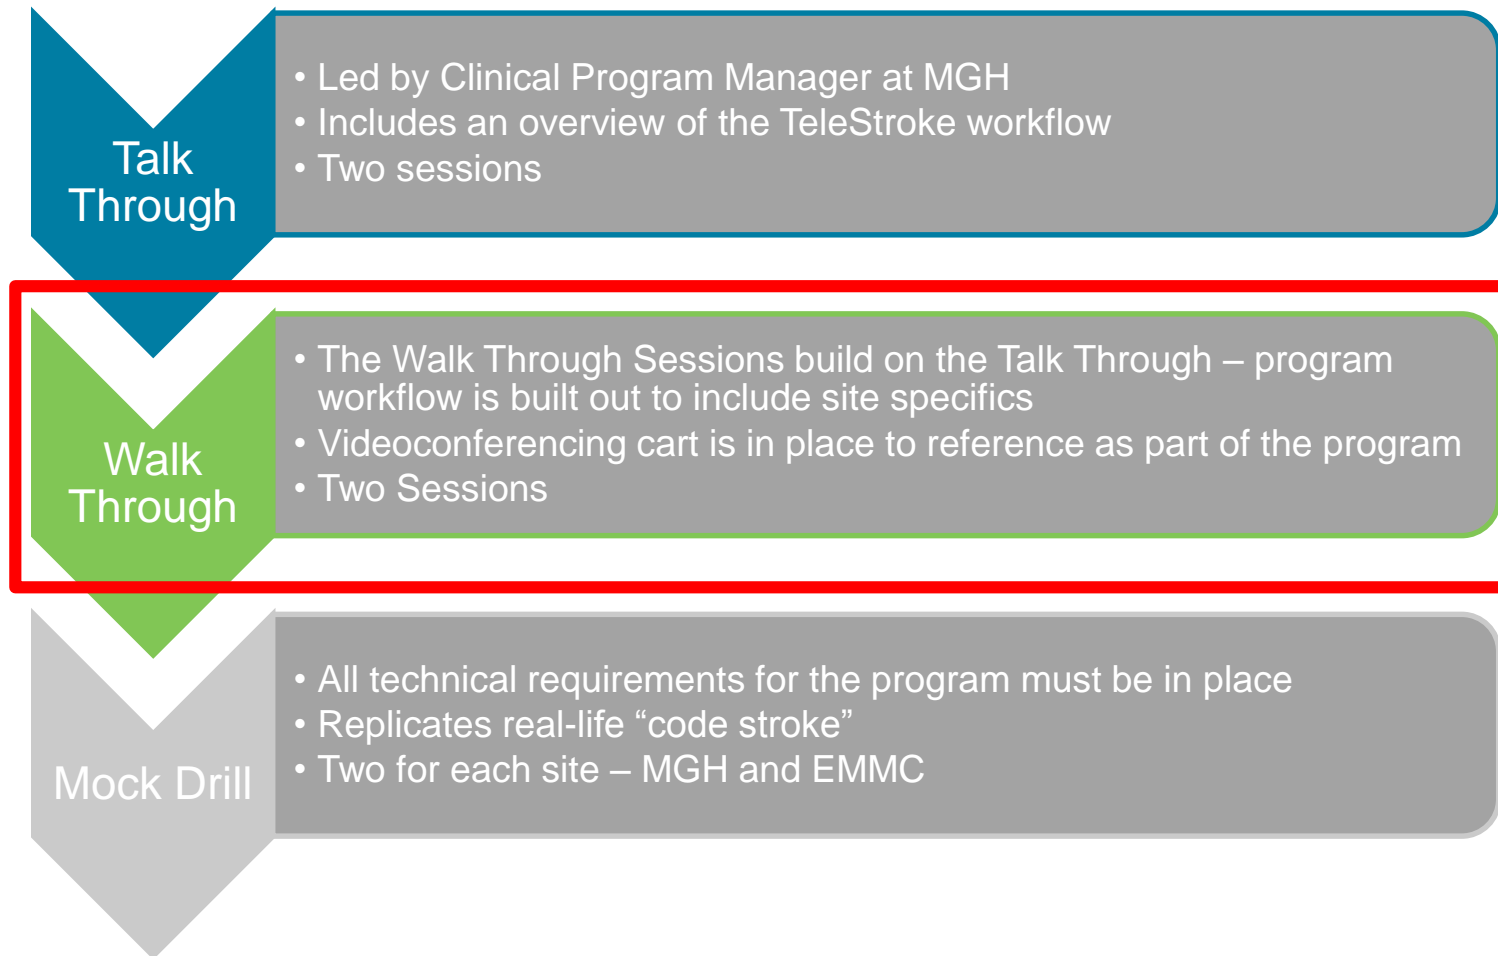 Talk
Through
• Led by Clinical Program Manager at MGH
• Includes an overview of the TeleStroke workflow
• Two sessions
Walk
Through
• The Walk Through Sessions build on the Talk Through – program
workflow is built out to include site specifics
• Videoconferencing cart is in place to reference as part of the program
• Two Sessions
Mock Drill
• All technical requirements for the program must be in place
• Replicates real-life “code stroke”
• Two for each site – MGH and EMMC